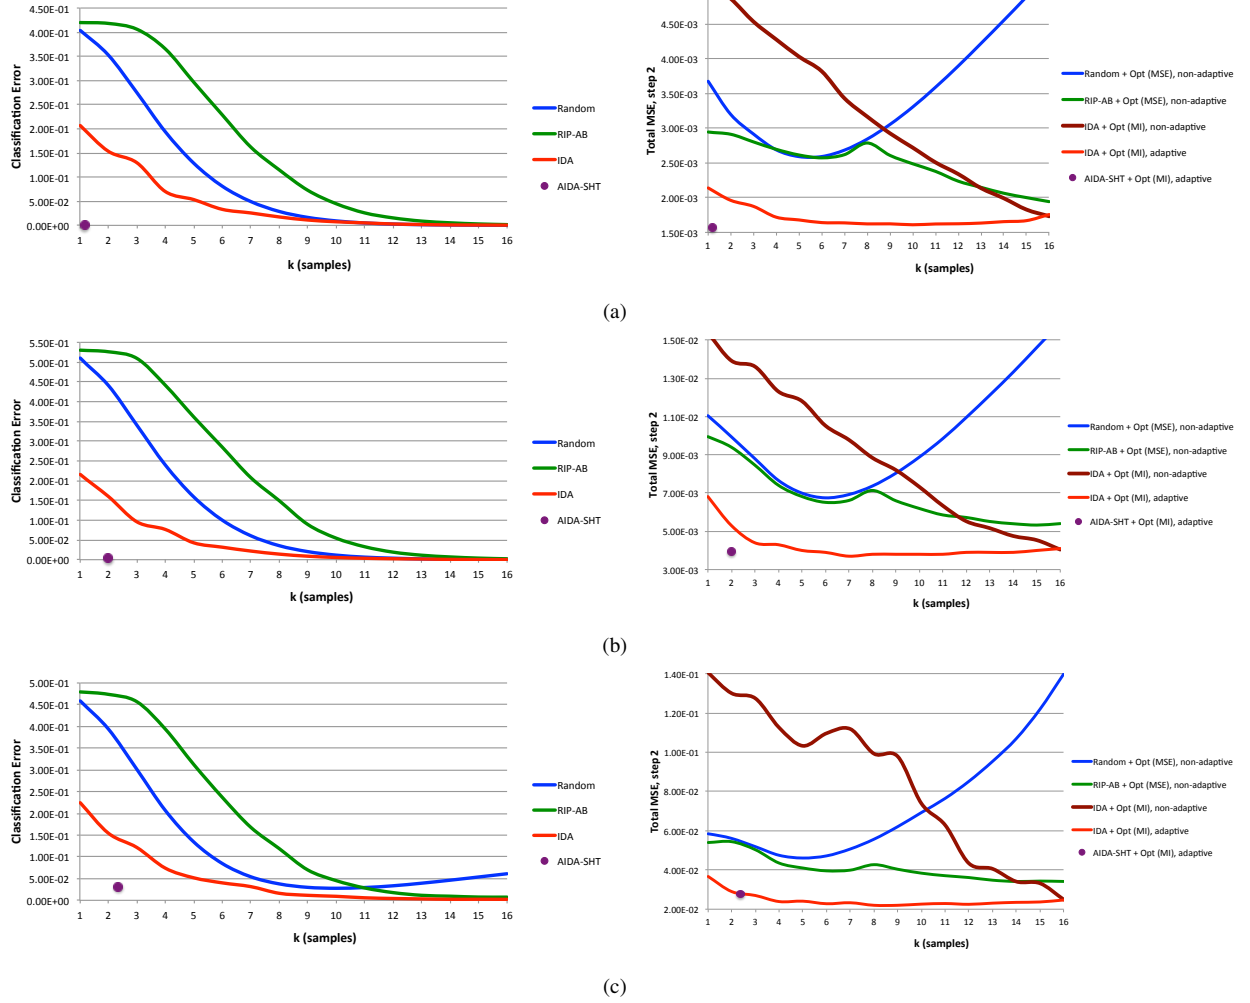 4.50E-01
4.00E-01
3.50E-01
3.00E-01
2.50E-01
2.00E-01
1.50E-01
1.00E-01
5.00E-02
0.00E+00
Classification Error
1 2 3 4 5 6 7 8 9 10 11 12 13 14 15 16
k (samples)
Random
RIP-AB
IDA
AIDA-SHT
4.50E-03
4.00E-03
3.50E-03
3.00E-03
2.50E-03
2.00E-03
1.50E-03
Total MSE, step 2
1 2 3 4 5 6 7 8 9 10 11 12 13 14 15 16
k (samples)
Random + Opt (MSE), non-adaptive
RIP-AB + Opt (MSE), non-adaptive
IDA + Opt (MI), non-adaptive
IDA + Opt (MI), adaptive
AIDA-SHT + Opt (MI), adaptive
(a)
5.50E-01
5.00E-01
4.50E-01
4.00E-01
3.50E-01
3.00E-01
2.50E-01
2.00E-01
1.50E-01
1.00E-01
5.00E-02
0.00E+00
Classification Error
1 2 3 4 5 6 7 8 9 10 11 12 13 14 15 16
k (samples)
Random
RIP-AB
IDA
AIDA-SHT
1.50E-02
1.30E-02
1.10E-02
9.00E-03
7.00E-03
5.00E-03
3.00E-03
Total MSE, step 2
1 2 3 4 5 6 7 8 9 10 11 12 13 14 15 16
k (samples)
Random + Opt (MSE), non-adaptive
RIP-AB + Opt (MSE), non-adaptive
IDA + Opt (MI), non-adaptive
IDA + Opt (MI), adaptive
AIDA-SHT + Opt (MI), adaptive
(b)
5.00E-01
4.50E-01
4.00E-01
3.50E-01
3.00E-01
2.50E-01
2.00E-01
1.50E-01
1.00E-01
5.00E-02
0.00E+00
Classification Error
1 2 3 4 5 6 7 8 9 10 11 12 13 14 15 16
k (samples)
Random
RIP-AB
IDA
AIDA-SHT
1.40E-01
1.20E-01
1.00E-01
8.00E-02
6.00E-02
4.00E-02
2.00E-02
Total MSE, step 2
1 2 3 4 5 6 7 8 9 10 11 12 13 14 15 16
k (samples)
Random + Opt (MSE), non-adaptive
RIP-AB + Opt (MSE), non-adaptive
IDA + Opt (MI), non-adaptive
IDA + Opt (MI), adaptive
AIDA-SHT + Opt (MI), adaptive
(c)